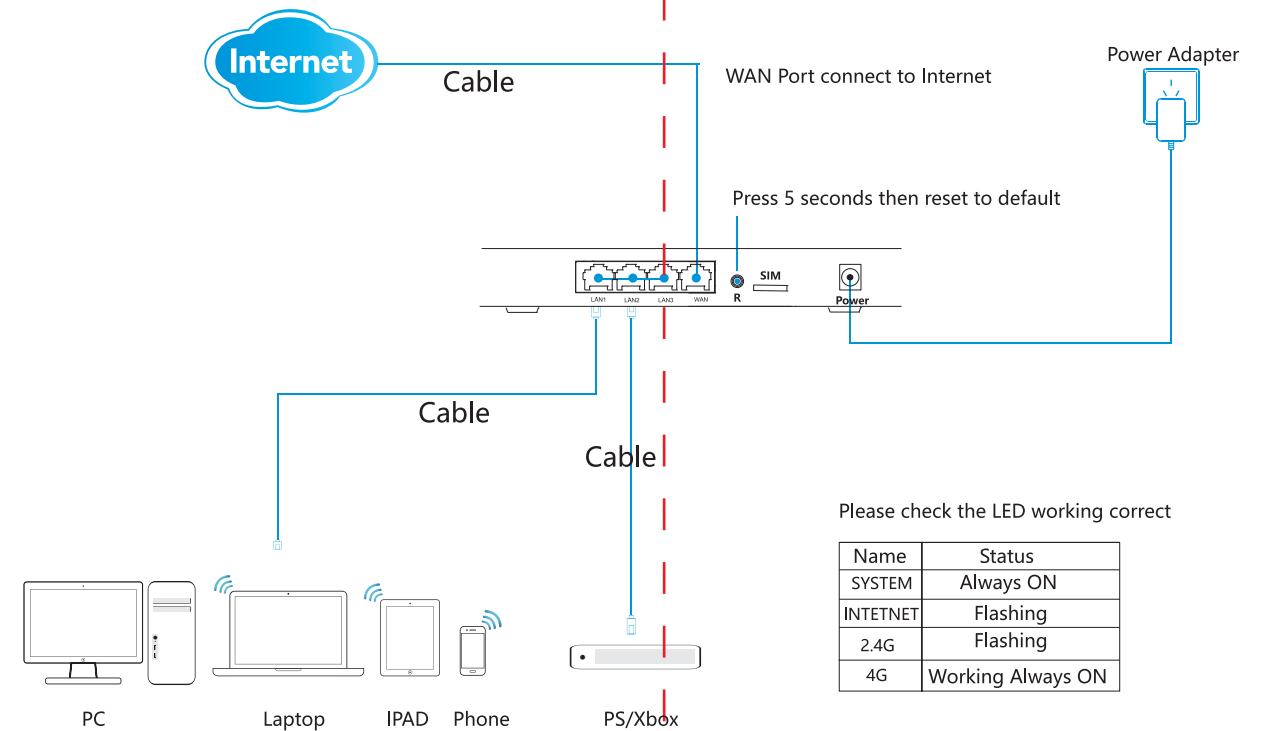 Internet
Cable
WAN Port connect to Internet
Power Adapter
Press 5 seconds then reset to default
LAN1
LAN2
LAN3
WAN
R
SIM
Power
Cable
Cable
Please check the LED working correct
Name Status
SYSTEM Always ON
INTETNET Flashing
2.4G Flashing
4G Working Always ON
PC
Laptop
IPAD
Phone
PS/Xbox